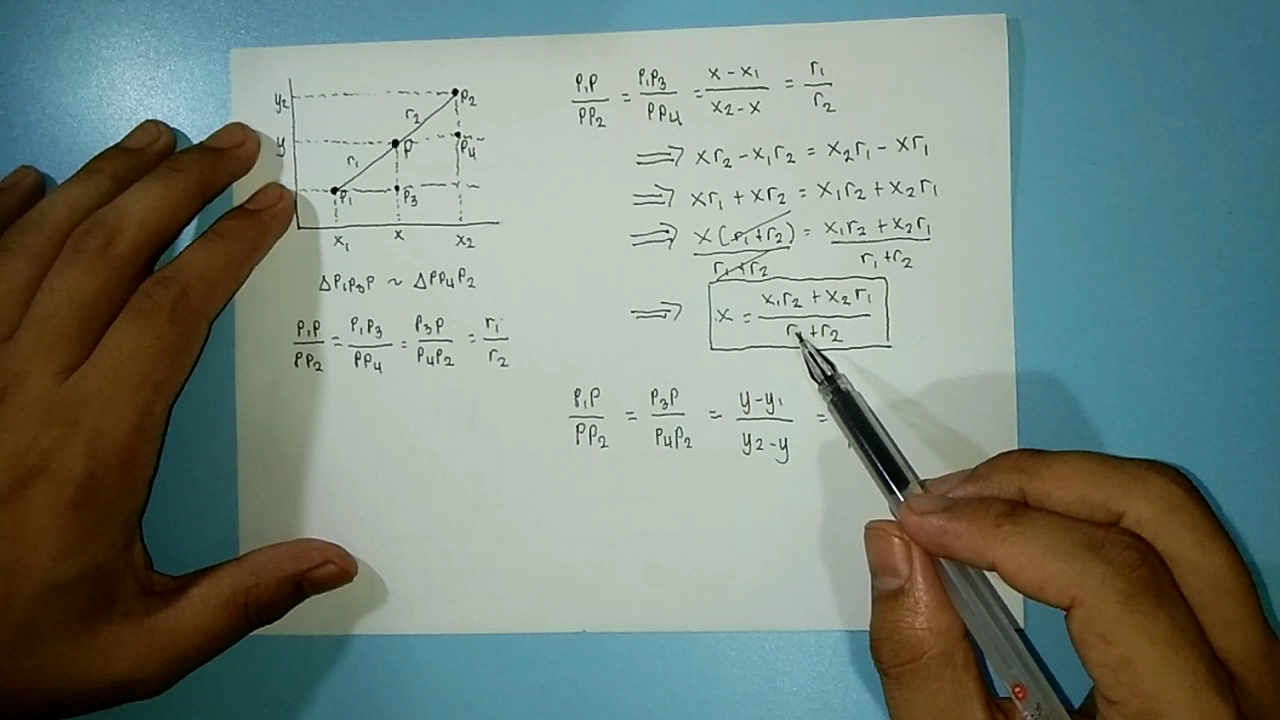 y2
P2
r2
y
P
P4
r1
P1
P3
x1 x x2
ΔP1P3P ~ ΔPP4P2
P1P/PP2 = P1P3/PP4 = P3P/P4P2 = r1/r2
P1P/PP2 = P1P3/PP4 = x-x1/x2-x = r1/r2
⟹ xr2-x1r2 = x2r1-xr1
⟹ xr1+xr2 = x1r2+x2r1
⟹ x(r1+r2)/r1+r2 = x1r2+x2r1/r1+r2
⟹ x = x1r2+x2r1/r1+r2
P1P/PP2 = P3P/P4P2 = y-y1/y2-y =